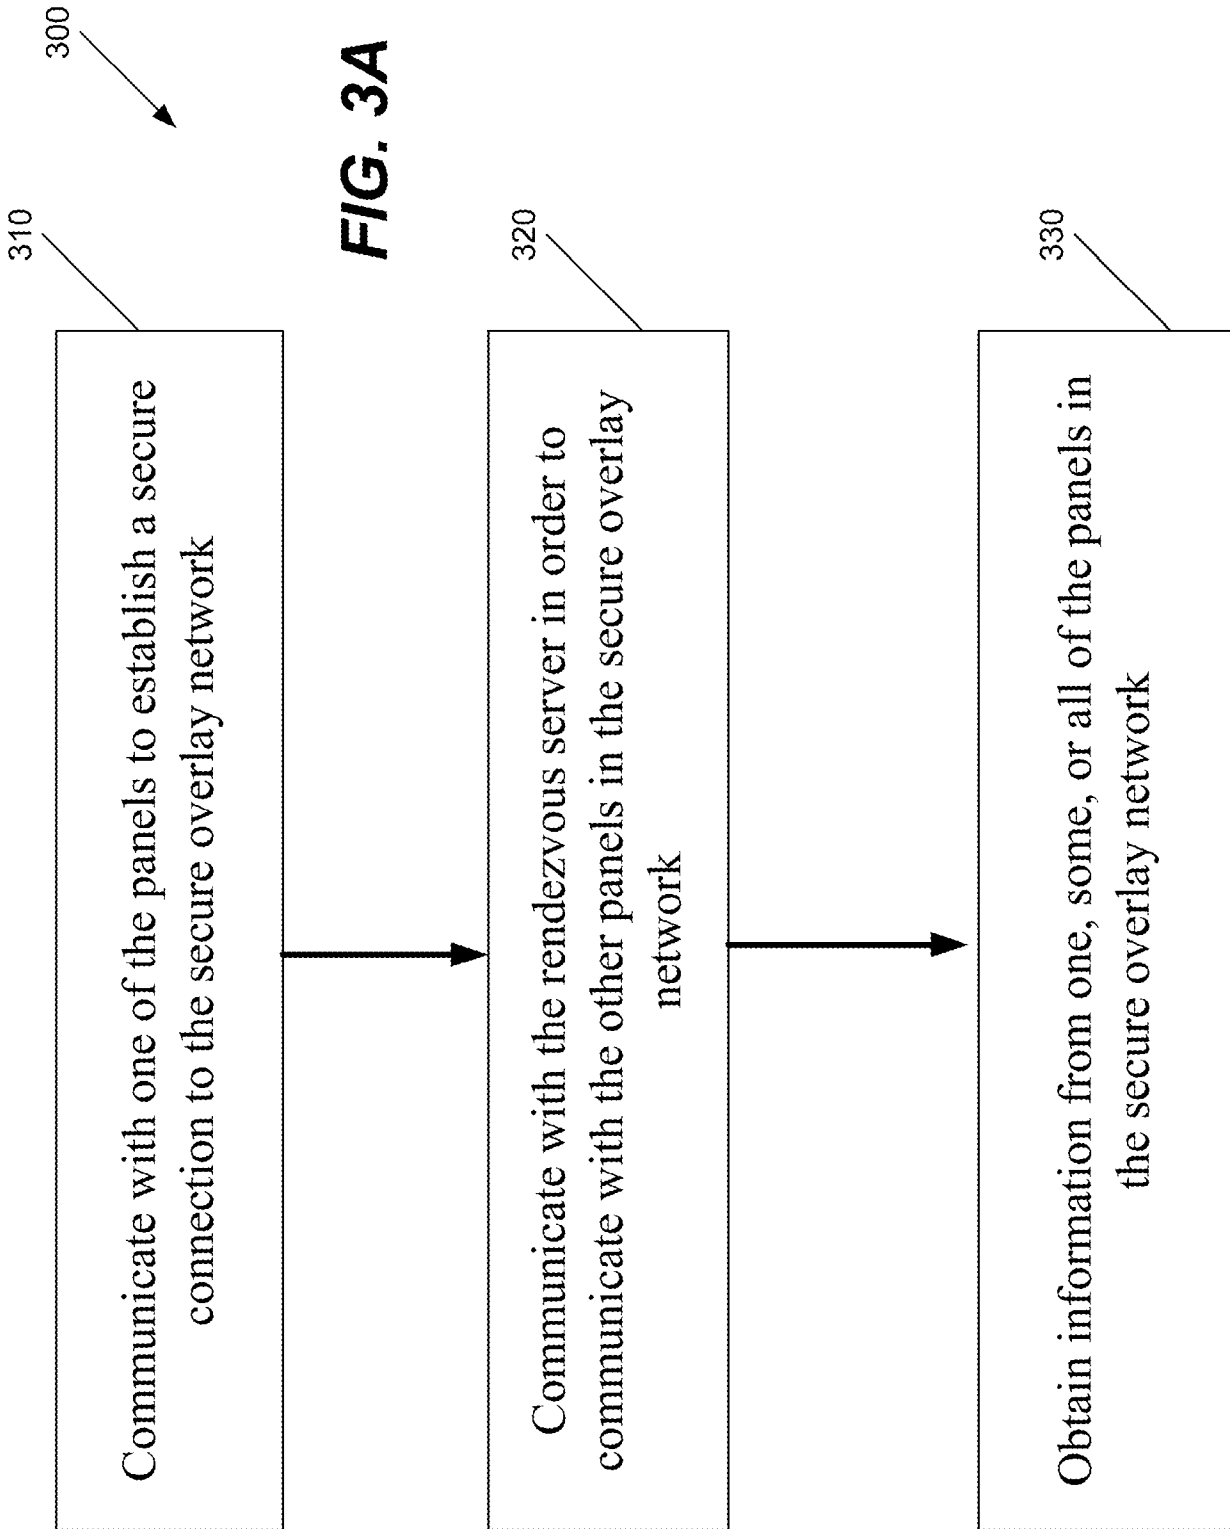 300
310
Communicate with one of the panels to establish a secure
connection to the secure overlay network
FIG. 3A
320
Communicate with the rendezvous server in order to
communicate with the other panels in the secure overlay
network
330
Obtain information from one, some, or all of the panels in
the secure overlay network